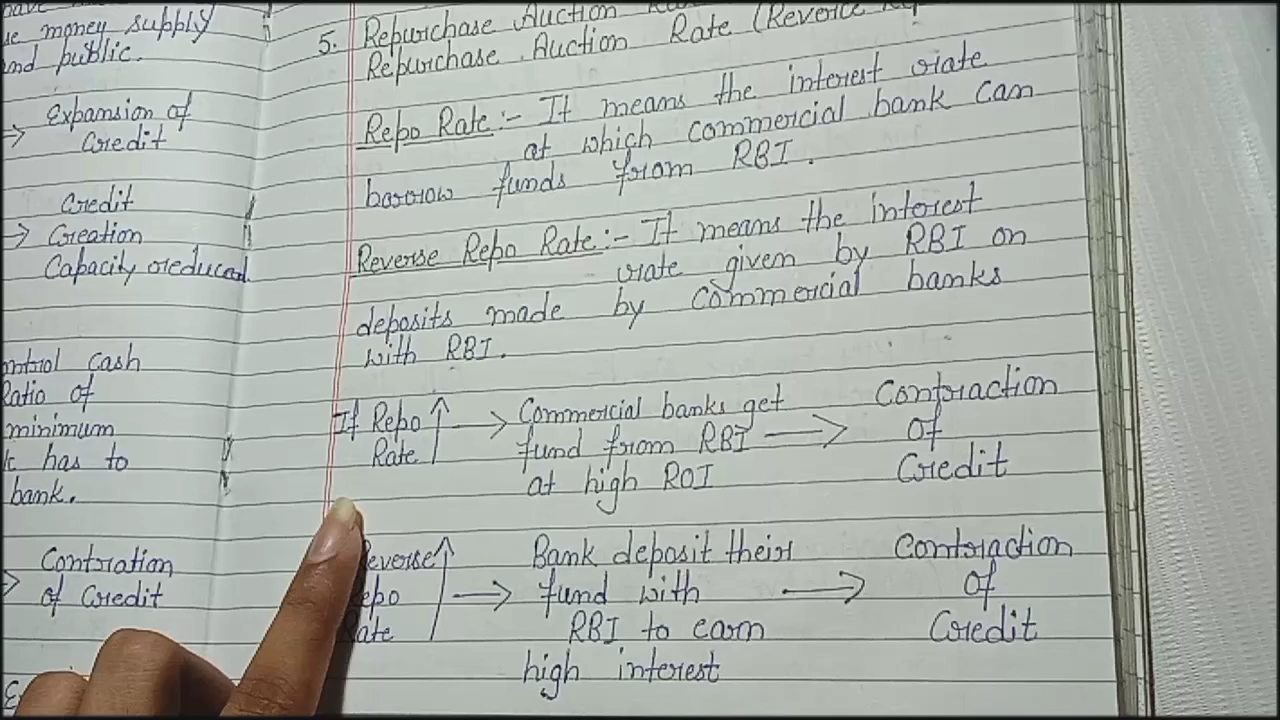 se money supply
and public.
→ Expansion of
Credit
Credit
→ Creation
Capacity reduced
control cash
Ratio of
minimum
has to
bank.
Contration
of Credit
5. Repurchase Auction
Repurchase Auction Rate (Reverse
Repo Rate:- It means the interest rate
at which commercial bank can
borrow funds from RBI.
Reverse Repo Rate:- It means the interest
rate given by RBI on
deposits made by commercial banks
with RBI.
If Repo ↑ → Commercial banks get → Contraction
Rate fund from RBI of
at high ROI Credit
Reverse ↑ → Bank deposit their → Contraction
Repo fund with of
Rate RBI to earn Credit
high interest